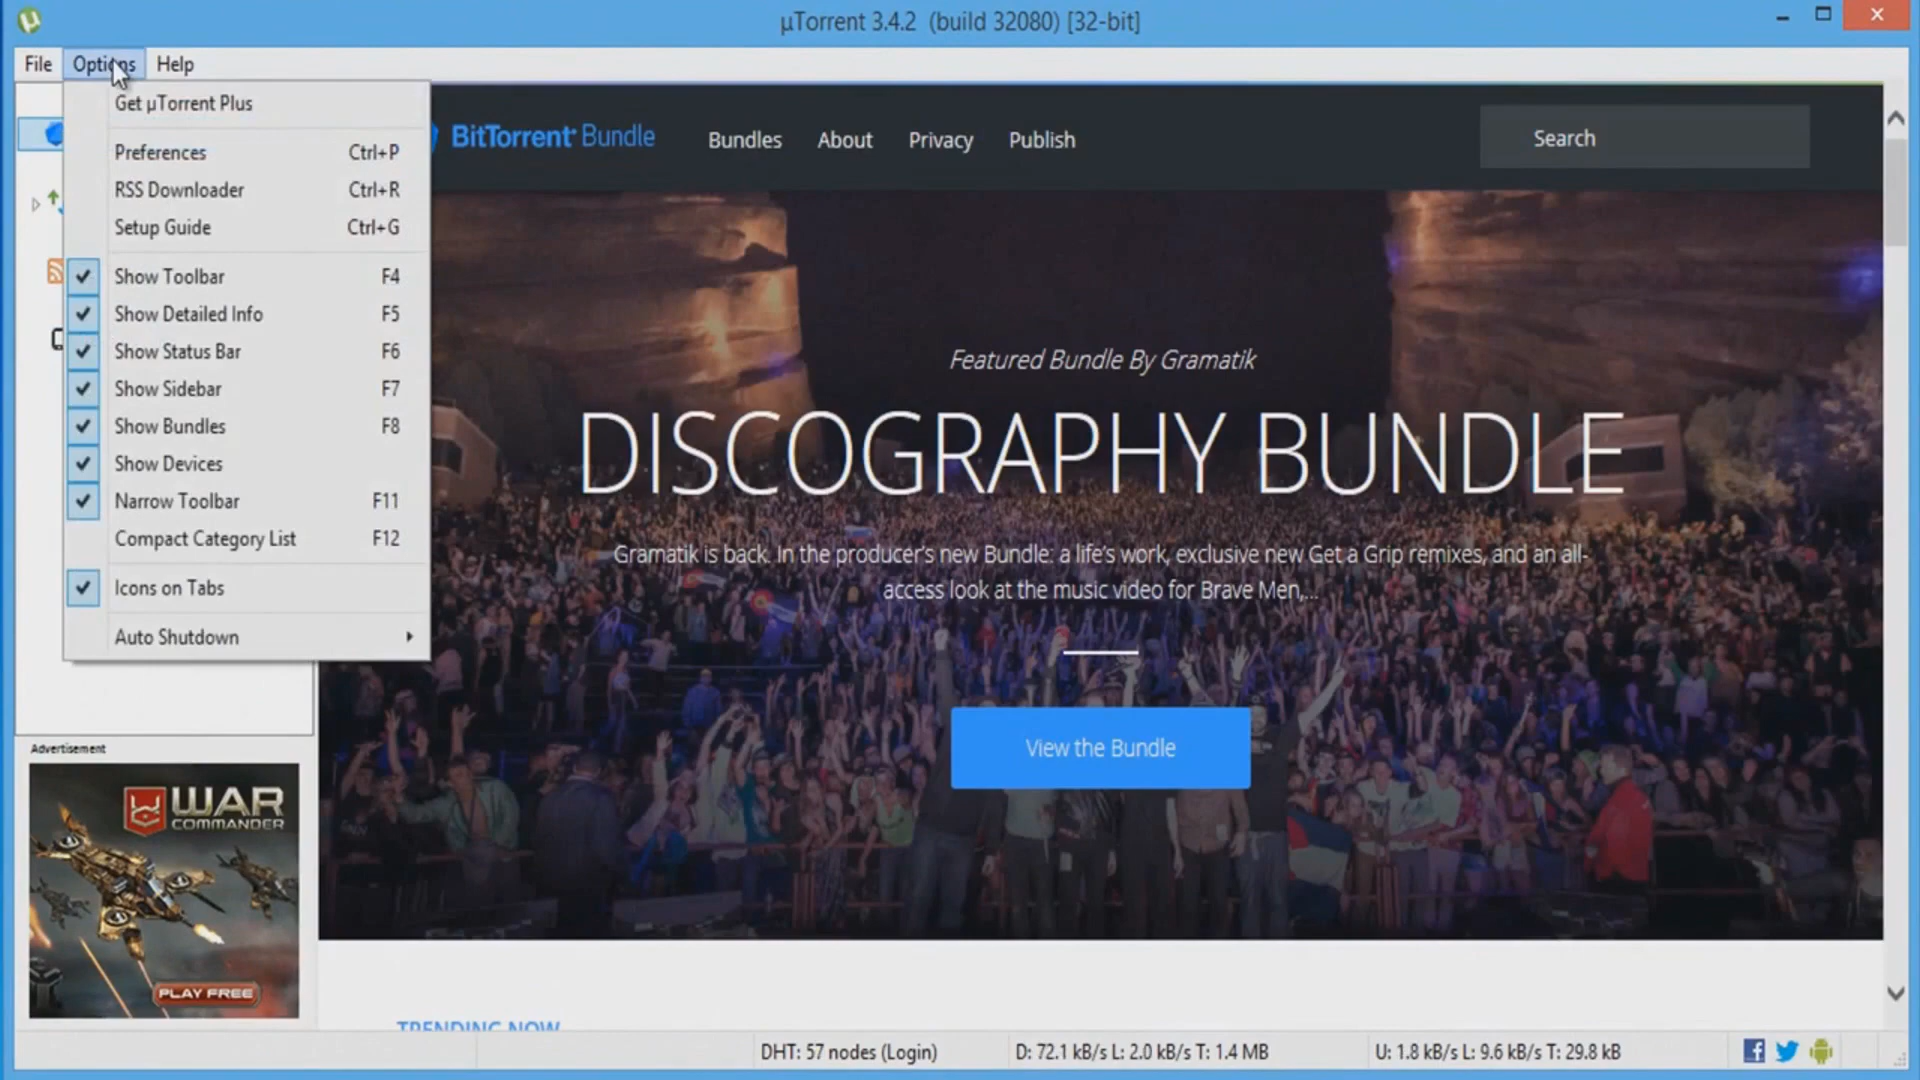 µTorrent 3.4.2 (build 32080) [32-bit]
File Options Help
Get µTorrent Plus
Preferences Ctrl+P
RSS Downloader Ctrl+R
Setup Guide Ctrl+G
Show Toolbar F4
Show Detailed Info F5
Show Status Bar F6
Show Sidebar F7
Show Bundles F8
Show Devices
Narrow Toolbar F11
Compact Category List F12
Icons on Tabs
Auto Shutdown
BitTorrent Bundle
Bundles About Privacy Publish
Search
Featured Bundle By Gramatik
DISCOGRAPHY BUNDLE
Gramatik is back. In the producer's new Bundle: a life's work, exclusive new Get a Grip remixes, and an all-
access look at the music video for Brave Men,...
View the Bundle
Advertisement
WAR
COMMANDER
PLAY FREE
TRENDING NOW
DHT: 57 nodes (Login) D: 72.1 kB/s L: 2.0 kB/s T: 1.4 MB U: 1.8 kB/s L: 9.6 kB/s T: 29.8 kB